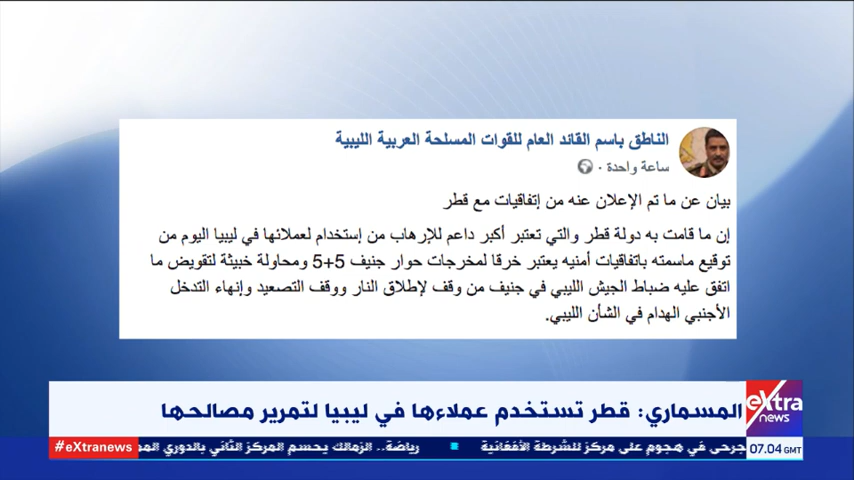 الناطق باسم القائد العام للقوات المسلحة العربية الليبية
ساعة واحدة ·
بيان عن ما تم الإعلان عنه من إتفاقيات مع قطر
إن ما قامت به دولة قطر والتي تعتبر أكبر داعم للإرهاب من إستخدام لعملائها في ليبيا اليوم من
توقيع ماسمته باتفاقيات أمنيه يعتبر خرقا لمخرجات حوار جنيف 5+5 ومحاولة خبيثة لتقويض ما
اتفق عليه ضباط الجيش الليبي في جنيف من وقف لإطلاق النار ووقف التصعيد وإنهاء التدخل
الأجنبي الهدام في الشأن الليبي.
المسماري: قطر تستخدم عملاءها في ليبيا لتمرير مصالحها
eXtra
news
جرحى في هجوم على مركز للشرطة الأفغانية
رياضة.. الزمالك يحسم المركز الثاني بالدوري
#eXtranews
07.04 GMT